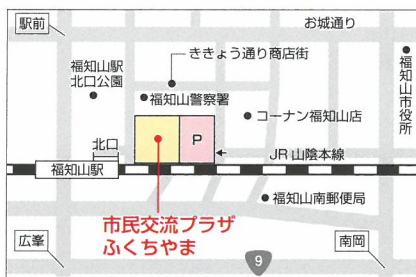 駅前
お城通り
ききょう通り商店街
福知山駅
北口公園
福知山警察署
福知山市役所
コーナン福知山店
P
北口
JR山陰本線
福知山駅
福知山南郵便局
市民交流プラザ
ふくちやま
広峯
9
南岡